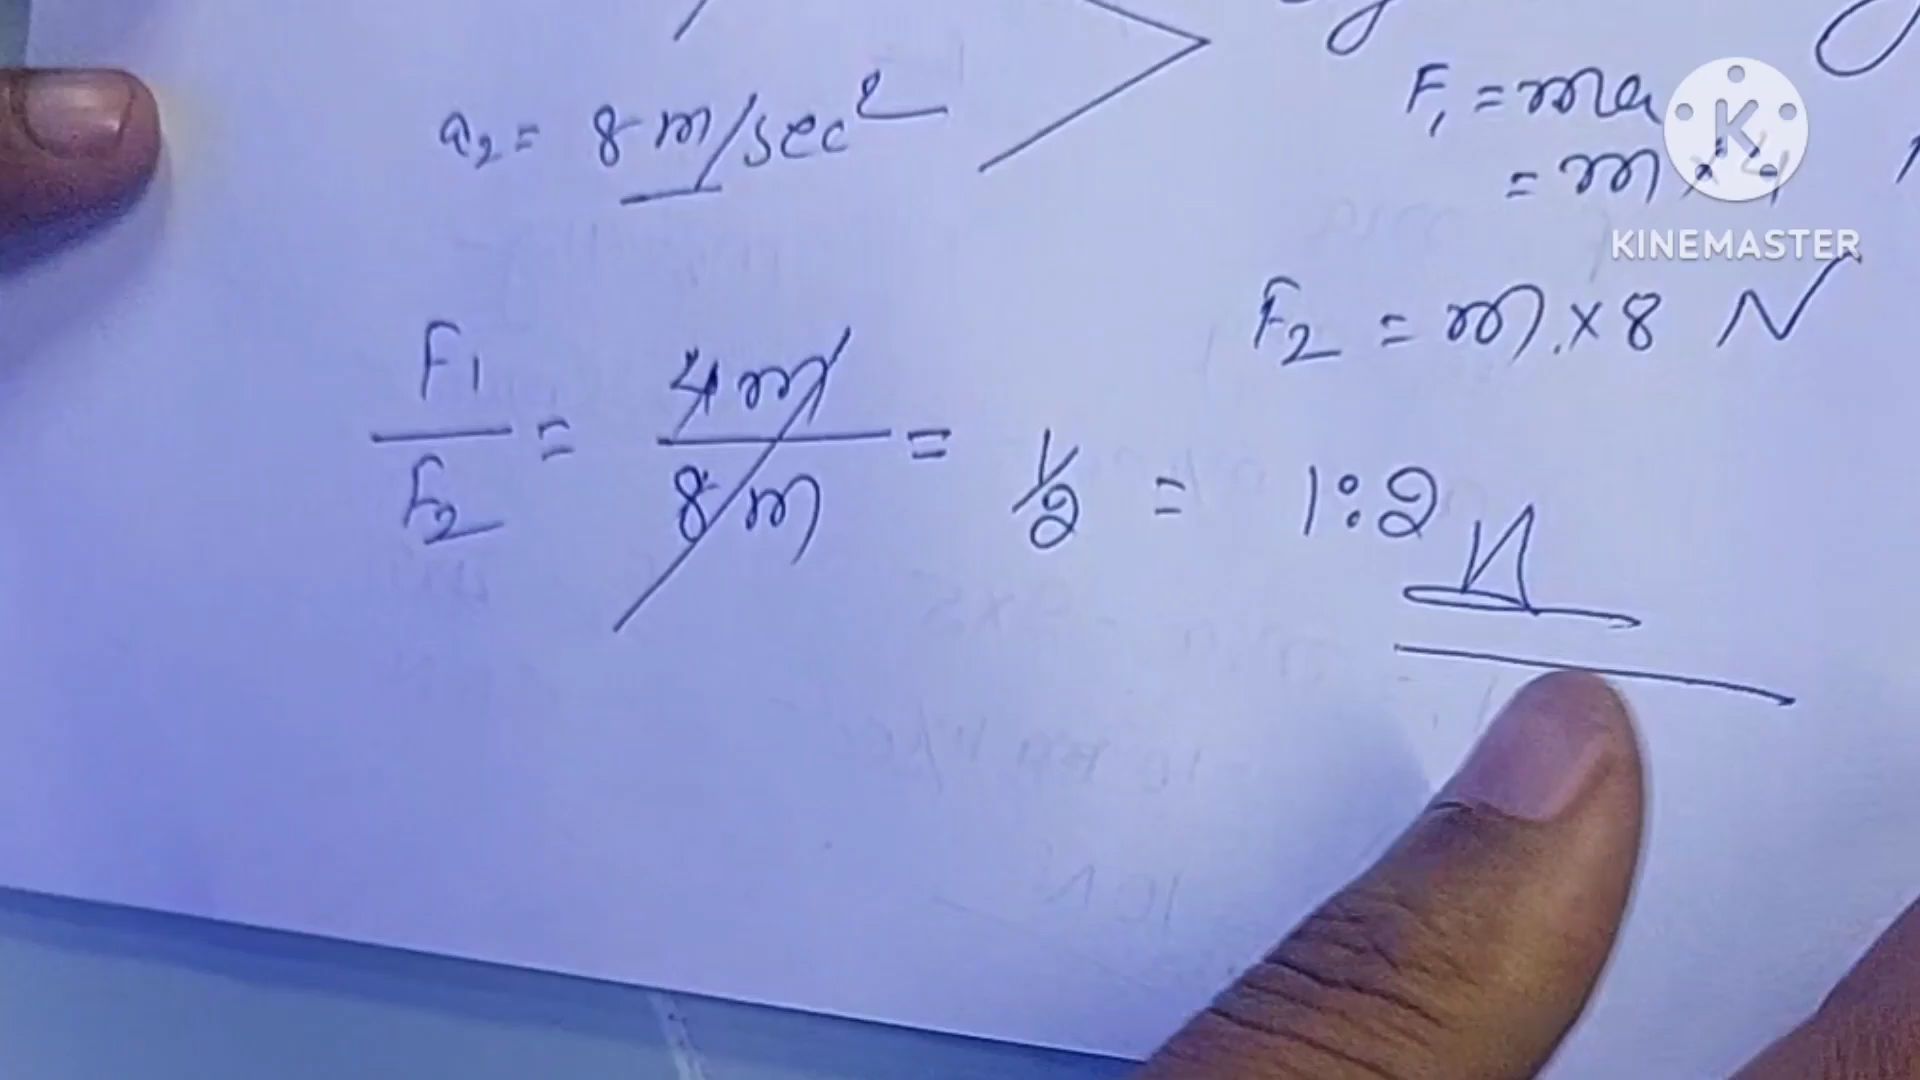 a₂ = 8 m/sec²
F₁ = ma
= m × 4
K
KINEMASTER
F₂ = m × 8 N
F₁/F₂ = 4m/8m = 1/2 = 1:2 N